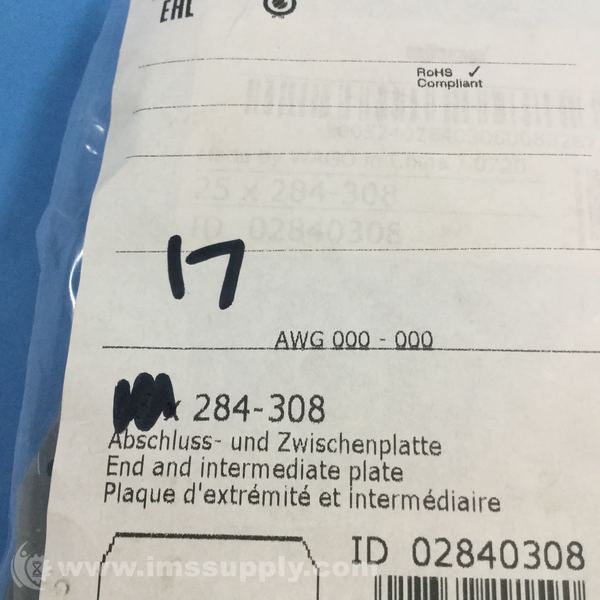 EAC
RoHS ✓
Compliant
25 x 284-308
ID 02840308
17
AWG 000 - 000
x 284-308
Abschluss- und Zwischenplatte
End and intermediate plate
Plaque d'extrémité et intermédiaire
ID 02840308
www.imssupply.com